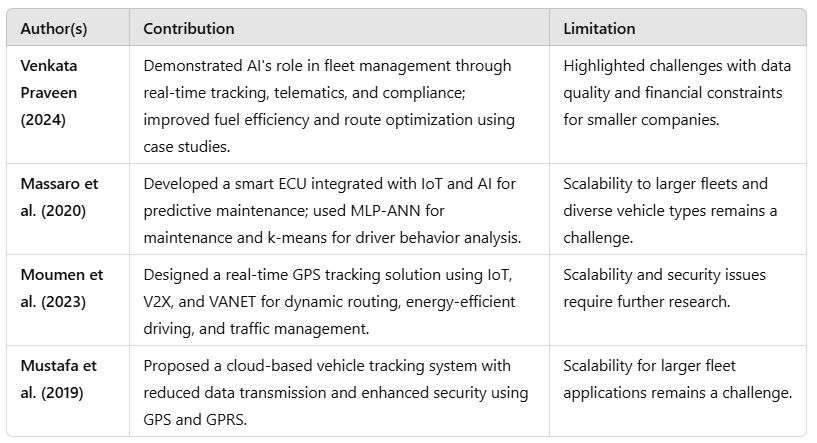 Author(s) Contribution Limitation
Venkata Demonstrated AI's role in fleet management through Highlighted challenges with data
Praveen real-time tracking, telematics, and compliance; quality and financial constraints
(2024) improved fuel efficiency and route optimization using for smaller companies.
case studies.
Massaro et Developed a smart ECU integrated with IoT and AI for Scalability to larger fleets and
al. (2020) predictive maintenance; used MLP-ANN for diverse vehicle types remains a
maintenance and k-means for driver behavior analysis. challenge.
Moumen et Designed a real-time GPS tracking solution using IoT, Scalability and security issues
al. (2023) V2X, and VANET for dynamic routing, energy-efficient require further research.
driving, and traffic management.
Mustafa et Proposed a cloud-based vehicle tracking system with Scalability for larger fleet
al. (2019) reduced data transmission and enhanced security using applications remains a challenge.
GPS and GPRS.